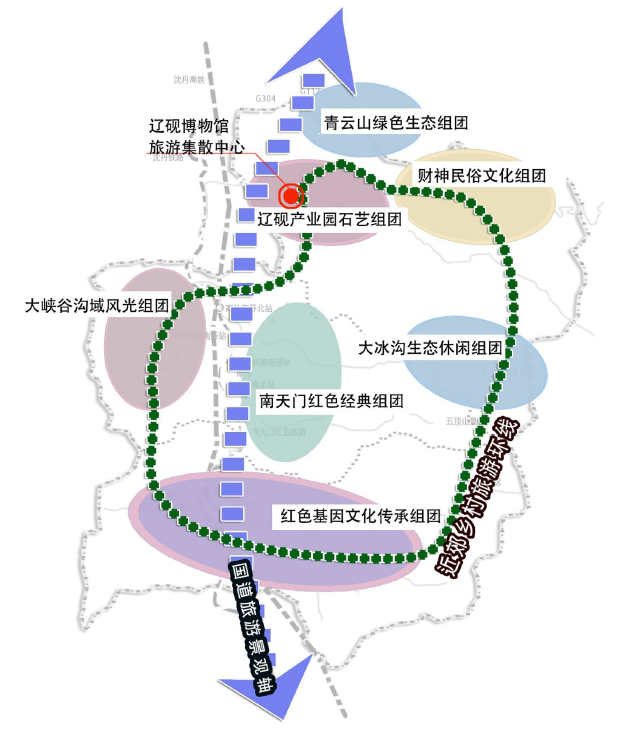 沈丹高铁
G304
辽砚博物馆
旅游集散中心
青云山绿色生态组团
财神民俗文化组团
辽砚产业园石艺组团
大峡谷沟域风光组团
大冰沟生态休闲组团
南天门红色经典组团
五顶山
红色基因文化传承组团
近郊乡村旅游环线
国道旅游景观轴